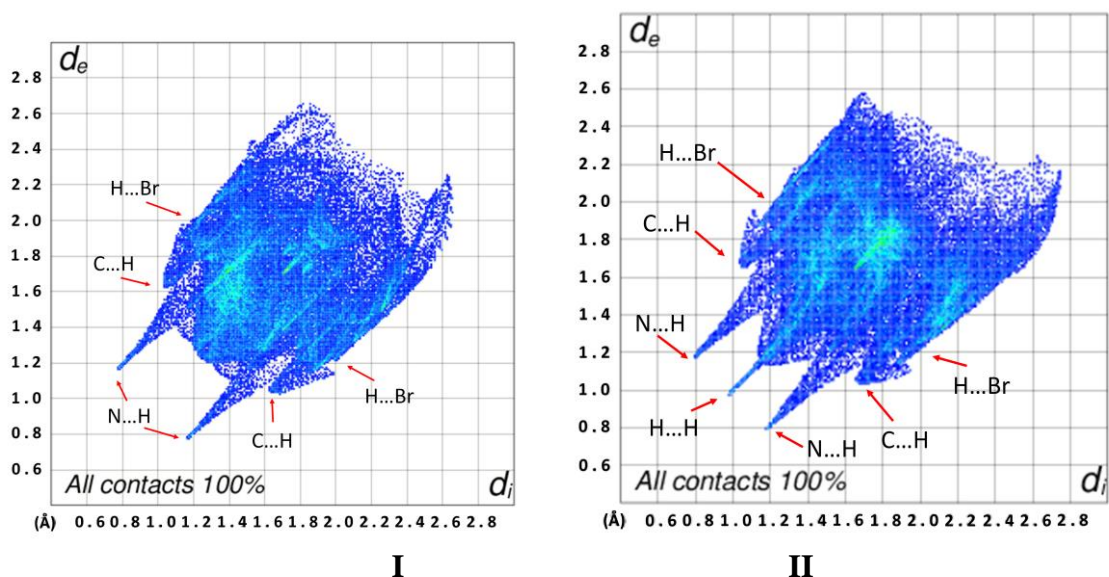 d_e
2.8
2.6
2.4
2.2
2.0
1.8
1.6
1.4
1.2
1.0
0.8
0.6
H...Br
C...H
N...H
C...H
H...Br
All contacts 100%
d_i
(Å) 0.6 0.8 1.0 1.2 1.4 1.6 1.8 2.0 2.2 2.4 2.6 2.8
I
d_e
2.8
2.6
2.4
2.2
2.0
1.8
1.6
1.4
1.2
1.0
0.8
0.6
H...Br
C...H
N...H
H...H
N...H
C...H
H...Br
All contacts 100%
d_i
(Å) 0.6 0.8 1.0 1.2 1.4 1.6 1.8 2.0 2.2 2.4 2.6 2.8
II